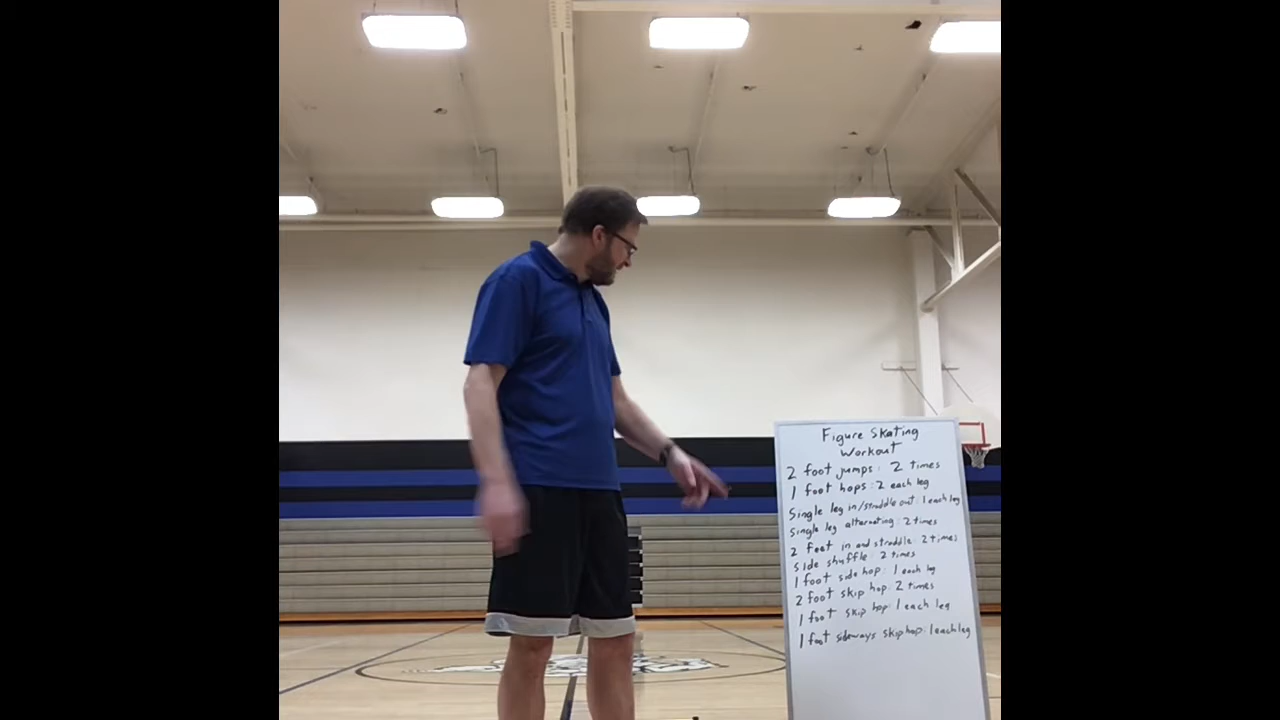 Figure Skating
Workout
2 foot jumps: 2 times
1 foot hops: 2 each leg
Single leg in/straddle out: 1 each leg
Single leg alternating: 2 times
2 feet in and straddle: 2 times
side shuffle: 2 times
1 foot side hop: 1 each leg
2 foot skip hop: 2 times
1 foot skip hop: 1 each leg
1 foot sideways skip hop: 1 each leg